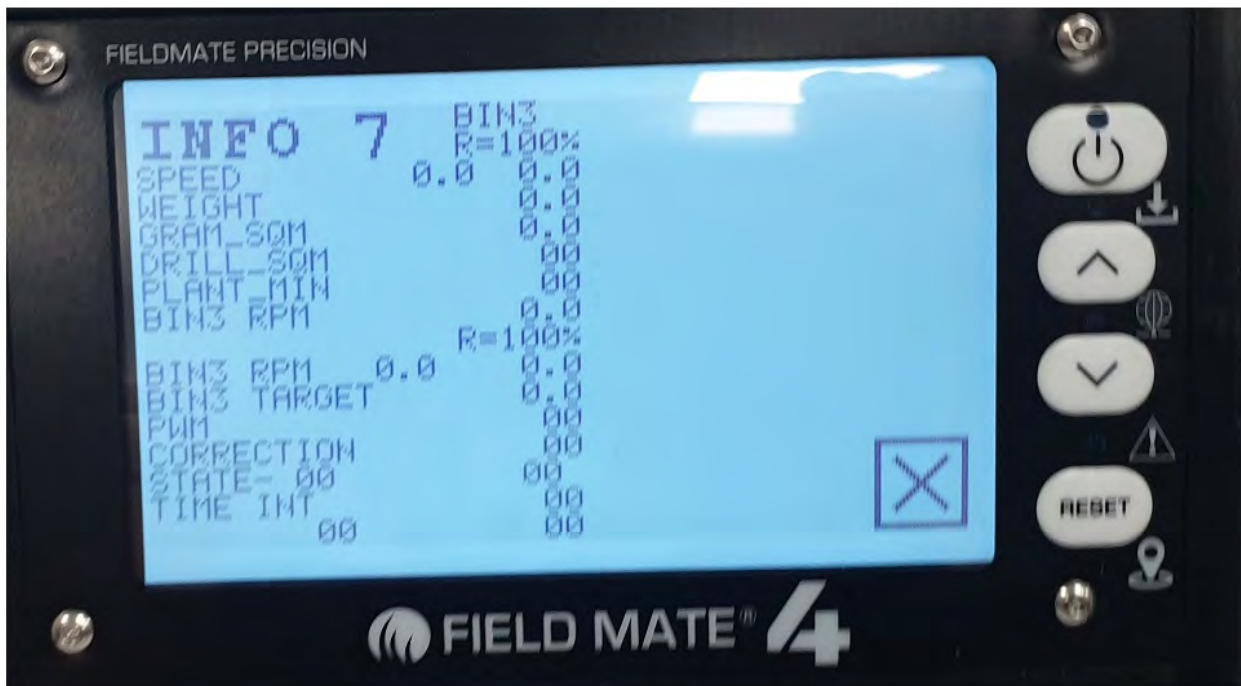 FIELDMATE PRECISION
INFO 7 BIN3
R=100%
SPEED 0.0 0.0
WEIGHT 0.0
GRAM_SQM 0.0
DRILL_SQM 00
PLANT_MIN 00
BIN3 RPM 0.0
R=100%
BIN3 RPM 0.0 0.0
BIN3 TARGET 0.0
PWM 00
CORRECTION 00
STATE- 00 00
TIME INT 00
00 00
RESET
FIELD MATE® 4